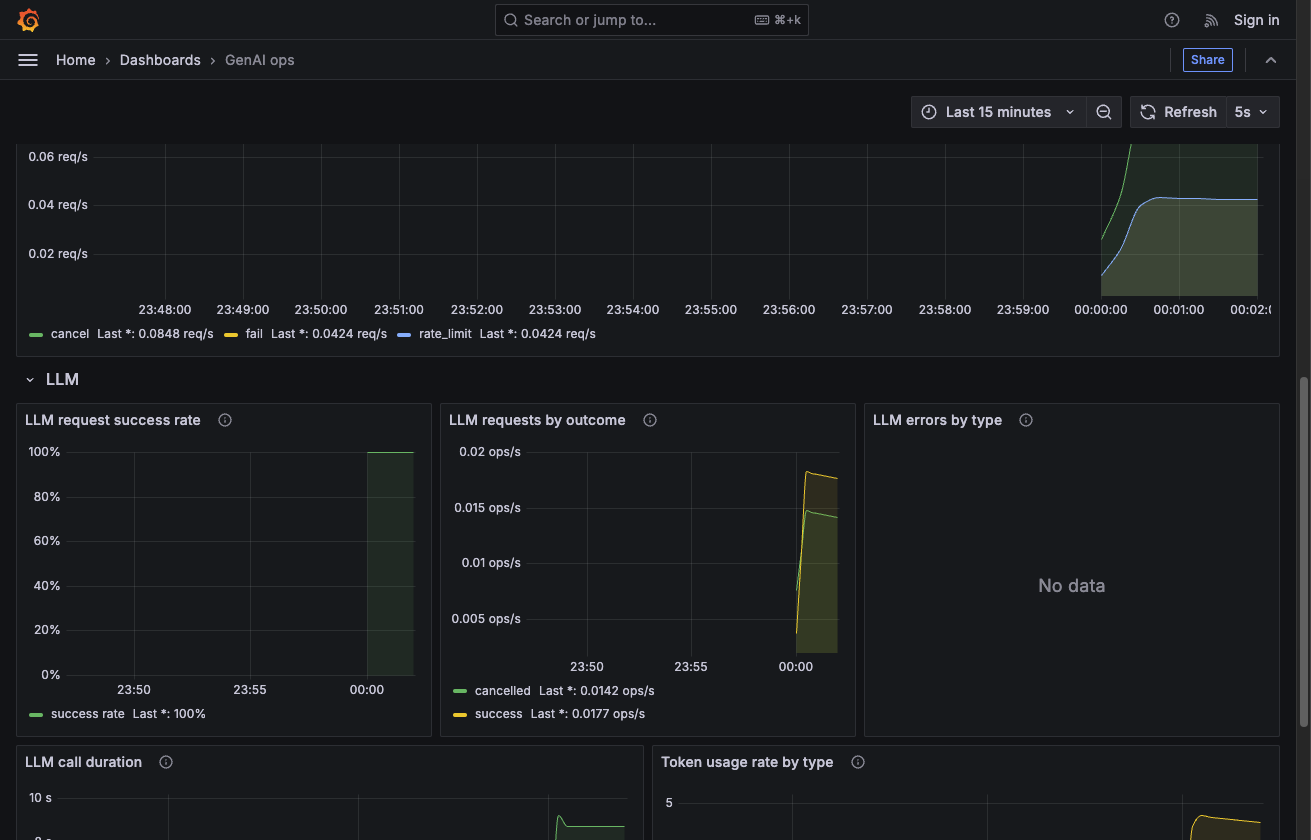 Search or jump to... ⌘+k Sign in
Home › Dashboards › GenAI ops Share
Last 15 minutes Refresh 5s
0.06 req/s
0.04 req/s
0.02 req/s
23:48:00 23:49:00 23:50:00 23:51:00 23:52:00 23:53:00 23:54:00 23:55:00 23:56:00 23:57:00 23:58:00 23:59:00 00:00:00 00:01:00 00:02:0
cancel Last *: 0.0848 req/s fail Last *: 0.0424 req/s rate_limit Last *: 0.0424 req/s
LLM
LLM request success rate
100%
80%
60%
40%
20%
0%
23:50 23:55 00:00
success rate Last *: 100%
LLM requests by outcome
0.02 ops/s
0.015 ops/s
0.01 ops/s
0.005 ops/s
23:50 23:55 00:00
cancelled Last *: 0.0142 ops/s
success Last *: 0.0177 ops/s
LLM errors by type
No data
LLM call duration
10 s
Token usage rate by type
5